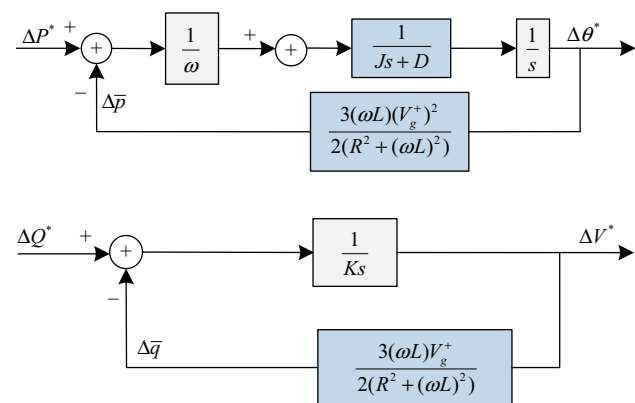 ΔP* + + 1/ω + + 1/(Js + D) 1/s Δθ*
− Δp̅ 3(ωL)(V_g^+)^2 / 2(R^2 + (ωL)^2)
ΔQ* + + 1/(Ks) ΔV*
− Δq̅ 3(ωL)V_g^+ / 2(R^2 + (ωL)^2)